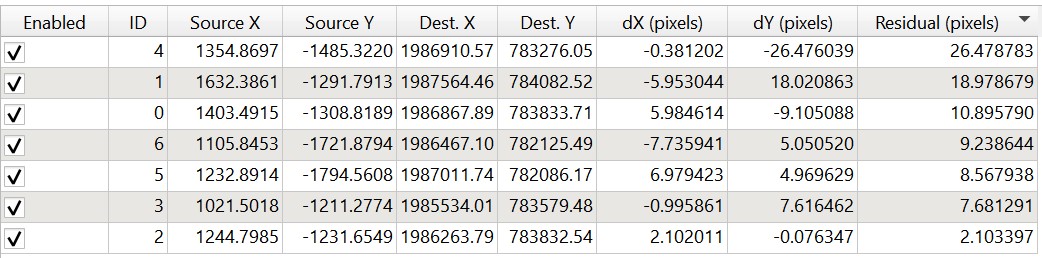 Enabled ID Source X Source Y Dest. X Dest. Y dX (pixels) dY (pixels) Residual (pixels)
4 1354.8697 -1485.3220 1986910.57 783276.05 -0.381202 -26.476039 26.478783
1 1632.3861 -1291.7913 1987564.46 784082.52 -5.953044 18.020863 18.978679
0 1403.4915 -1308.8189 1986867.89 783833.71 5.984614 -9.105088 10.895790
6 1105.8453 -1721.8794 1986467.10 782125.49 -7.735941 5.050520 9.238644
5 1232.8914 -1794.5608 1987011.74 782086.17 6.979423 4.969629 8.567938
3 1021.5018 -1211.2774 1985534.01 783579.48 -0.995861 7.616462 7.681291
2 1244.7985 -1231.6549 1986263.79 783832.54 2.102011 -0.076347 2.103397